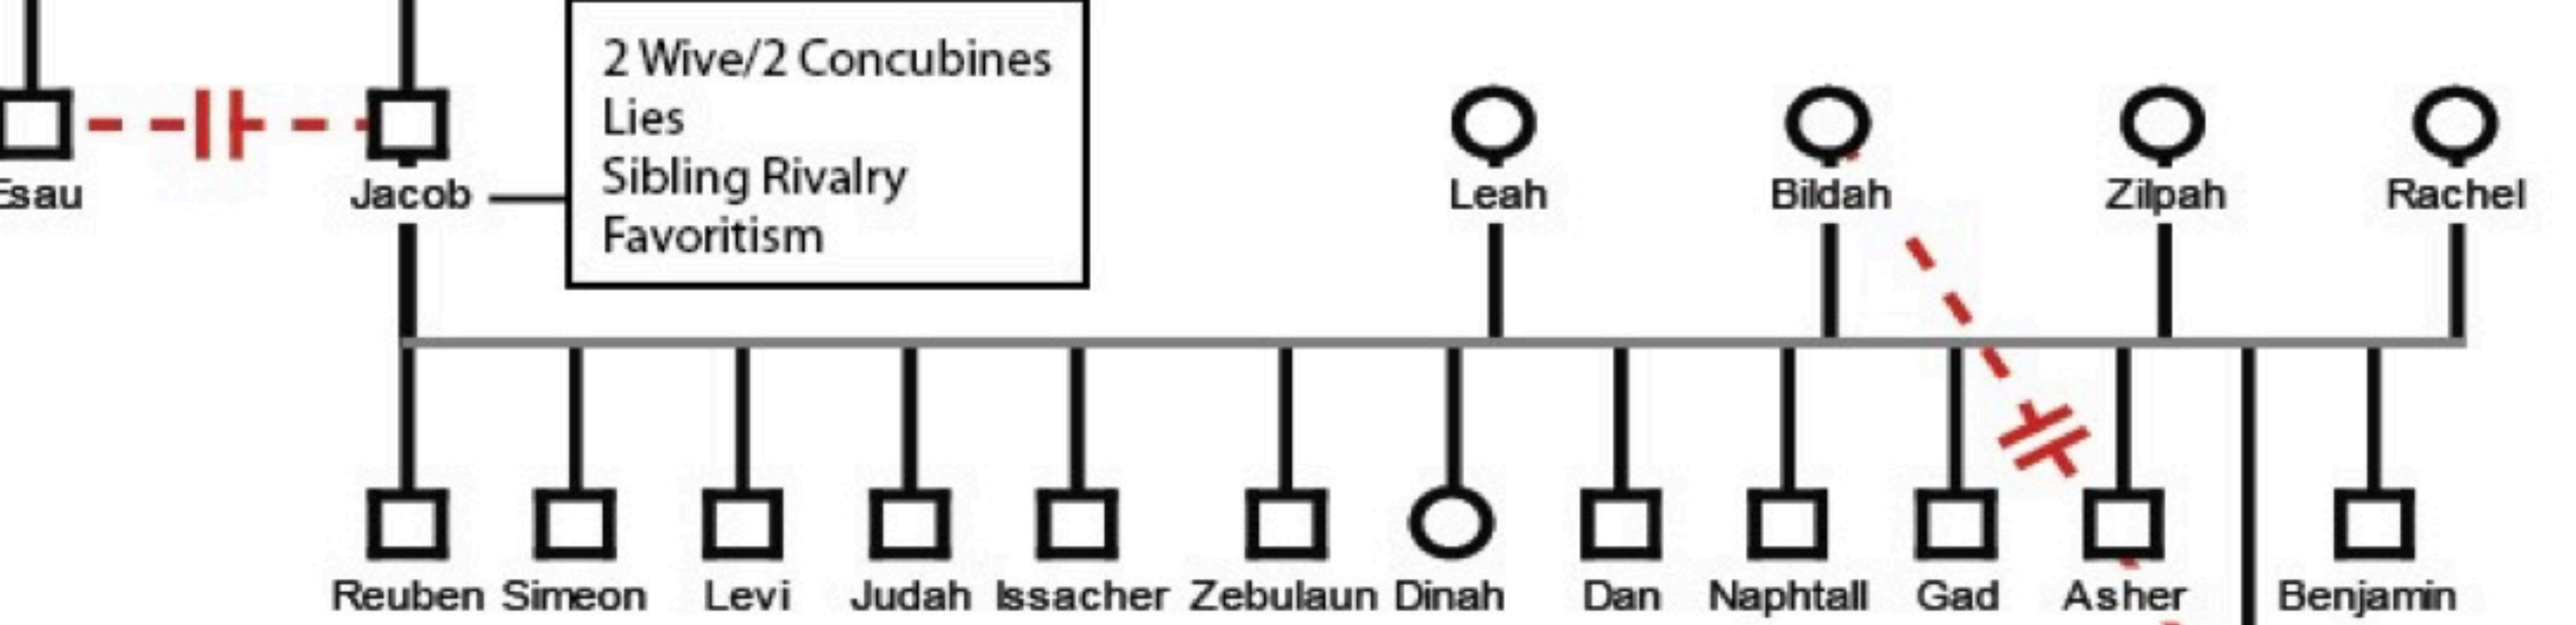 2 Wive/2 Concubines
Lies
Sibling Rivalry
Favoritism
Esau
Jacob
Leah
Bildah
Zilpah
Rachel
Reuben
Simeon
Levi
Judah
Issacher
Zebulaun
Dinah
Dan
Naphtall
Gad
Asher
Benjamin